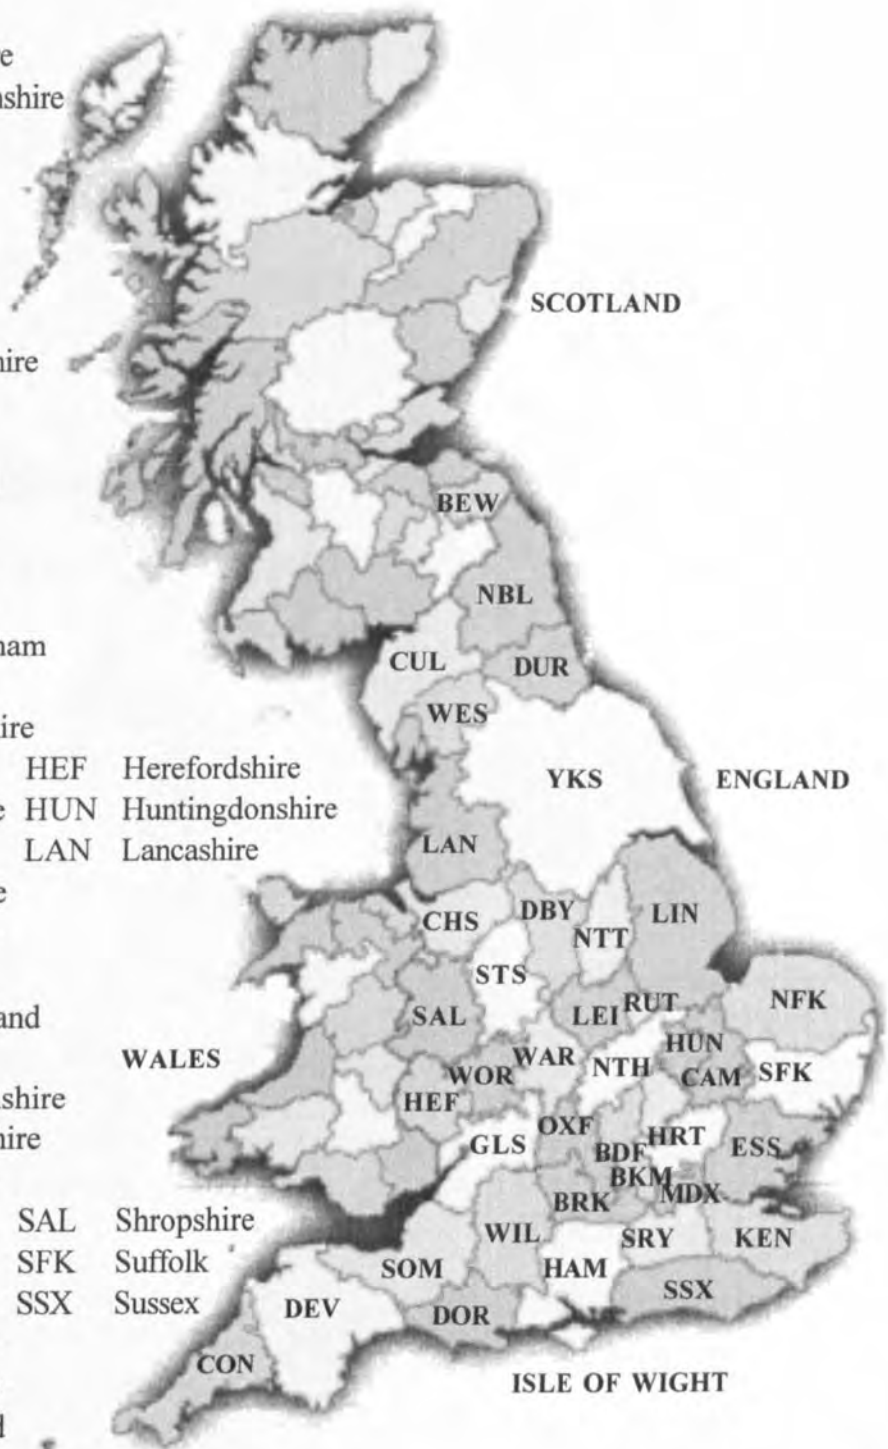 re
nshire
SCOTLAND
hire
BEW
NBL
ham
CUL
DUR
WES
ire
HEF Herefordshire
YKS
ENGLAND
e HUN Huntingdonshire
LAN Lancashire
LAN
e
CHS
DBY
LIN
NTT
STS
NFK
SAL
LEI
RUT
and
HUN
WALES
WAR
WOR
NTH
CAM
SFK
HEF
shire
OXF
HRT
hire
GLS
BDF
ESS
BKM
MDX
BRK
SAL Shropshire
WIL
SRY
KEN
SFK Suffolk
SOM
HAM
SSX
SSX Sussex
DEV
DOR
CON
ISLE OF WIGHT
d